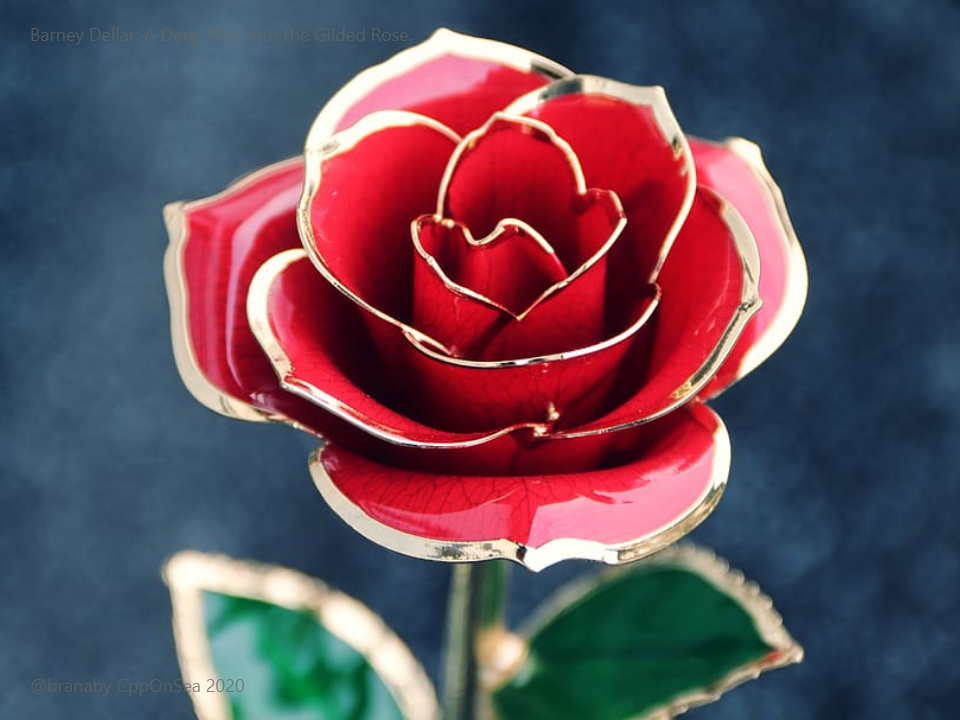 Barney Dellar: A Deep Dive into the Gilded Rose.
@branaby CppOnSea 2020